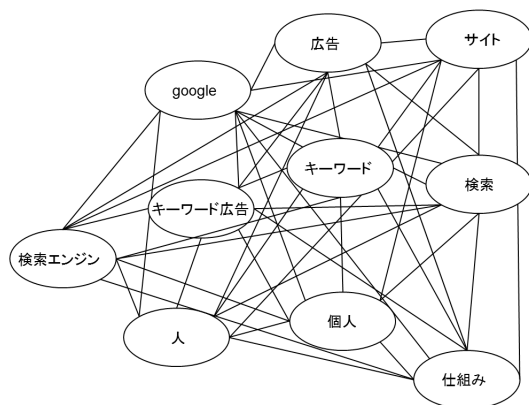 広告
サイト
google
キーワード
検索
キーワード広告
検索エンジン
人
個人
仕組み